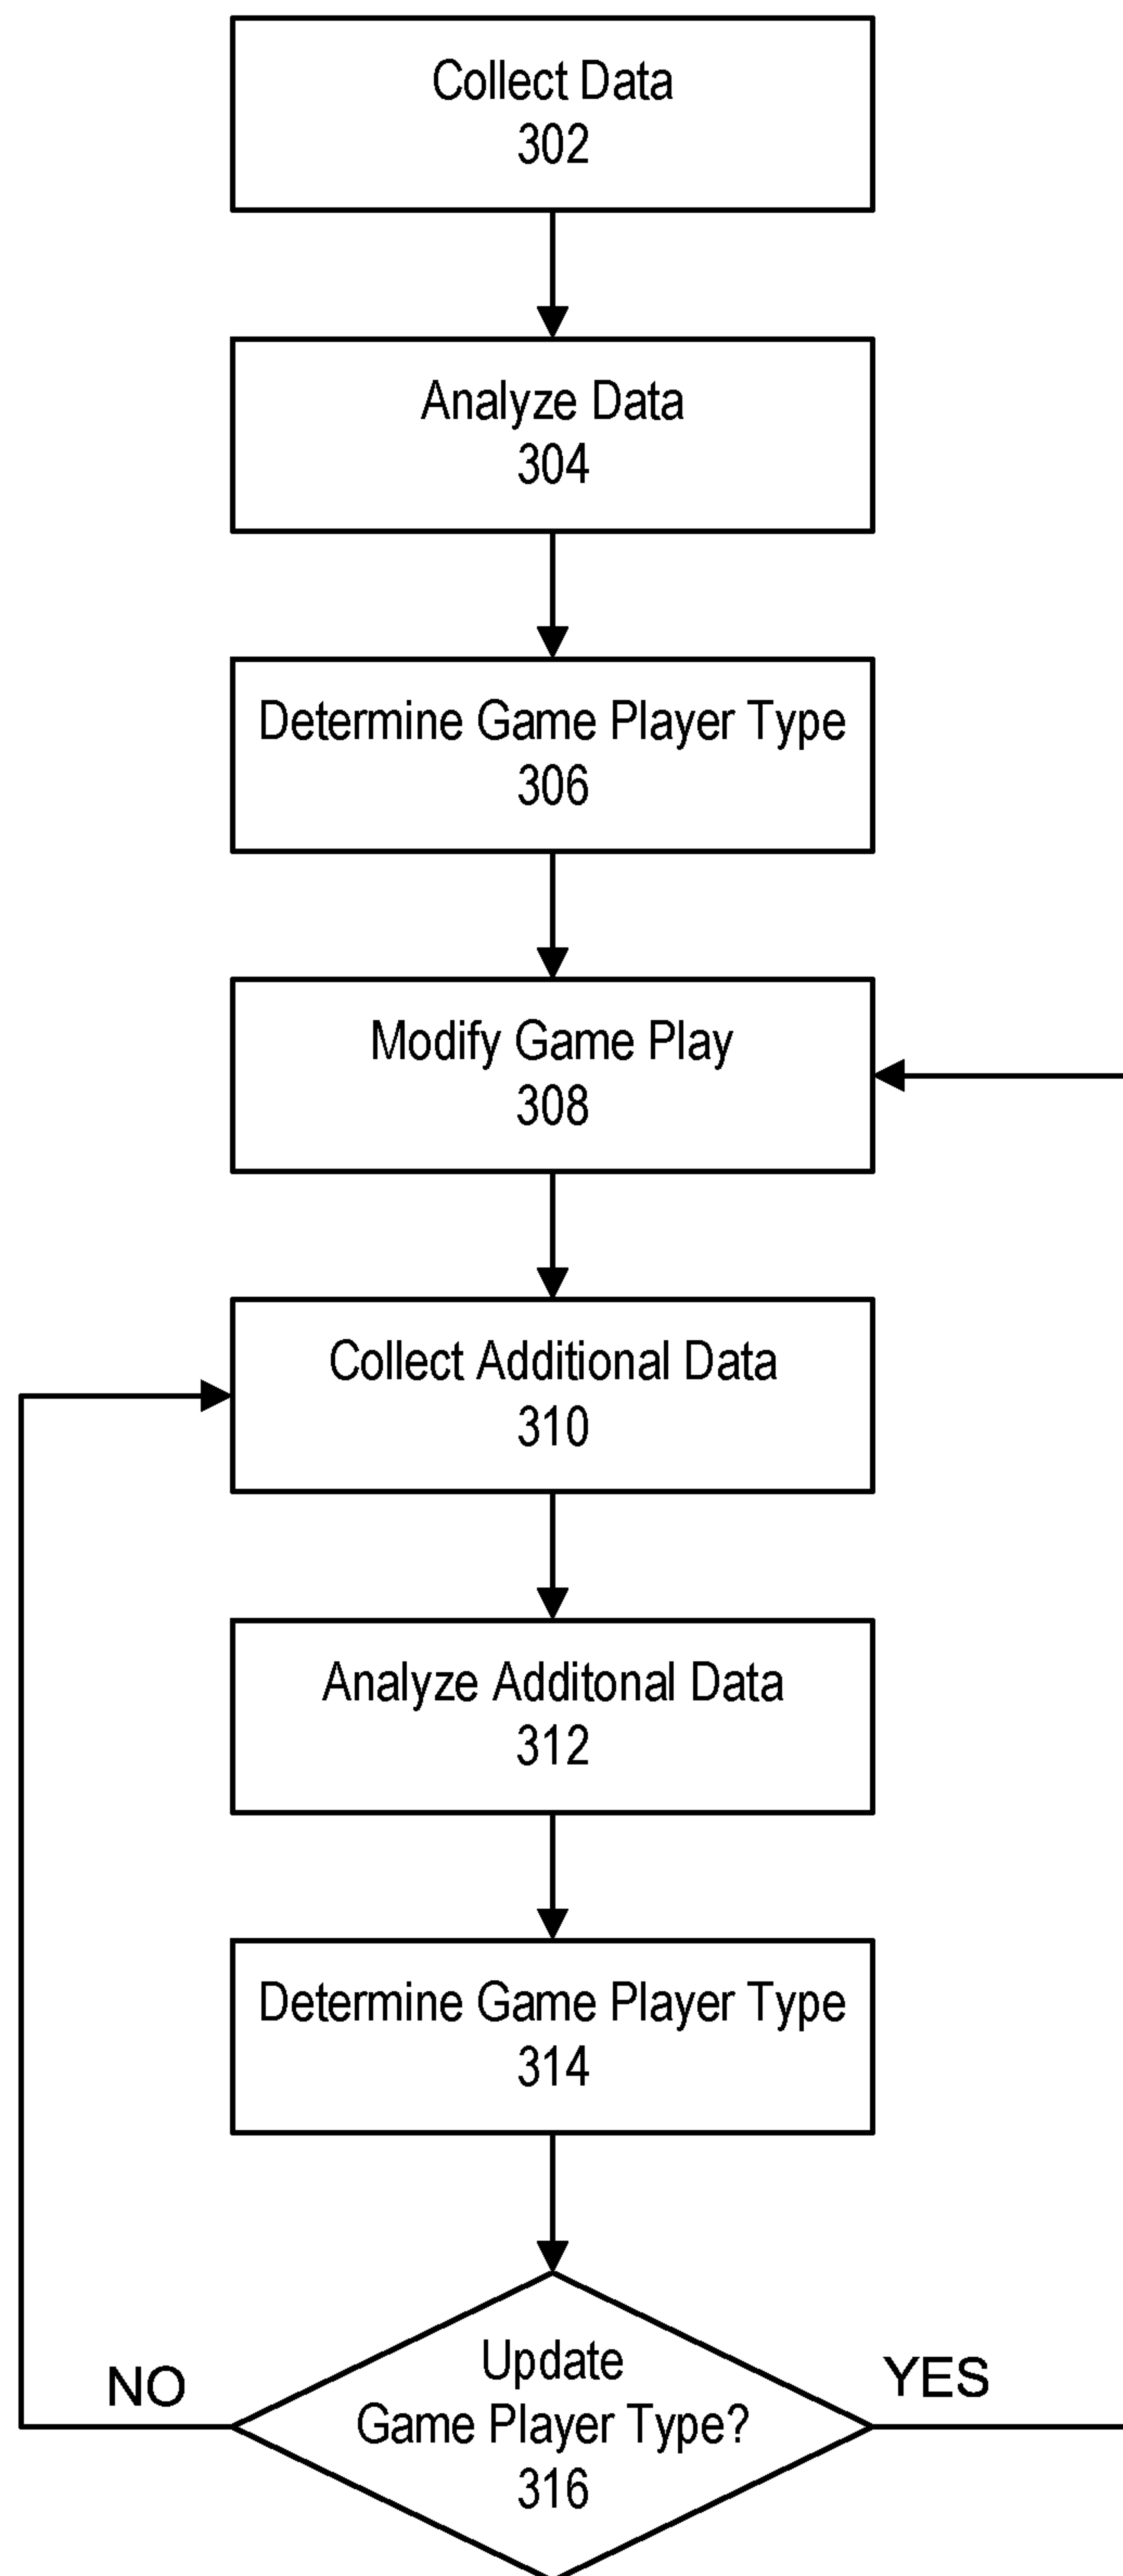 Collect Data
302
Analyze Data
304
Determine Game Player Type
306
Modify Game Play
308
Collect Additional Data
310
Analyze Additonal Data
312
Determine Game Player Type
314
NO
Update
YES
Game Player Type?
316